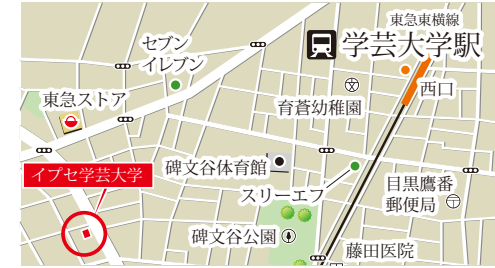 東急東横線
学芸大学駅
セブン
イレブン
西口
東急ストア
育蒼幼稚園
碑文谷体育館
イプセ学芸大学
スリーエフ
目黒鷹番
郵便局
碑文谷公園
藤田医院